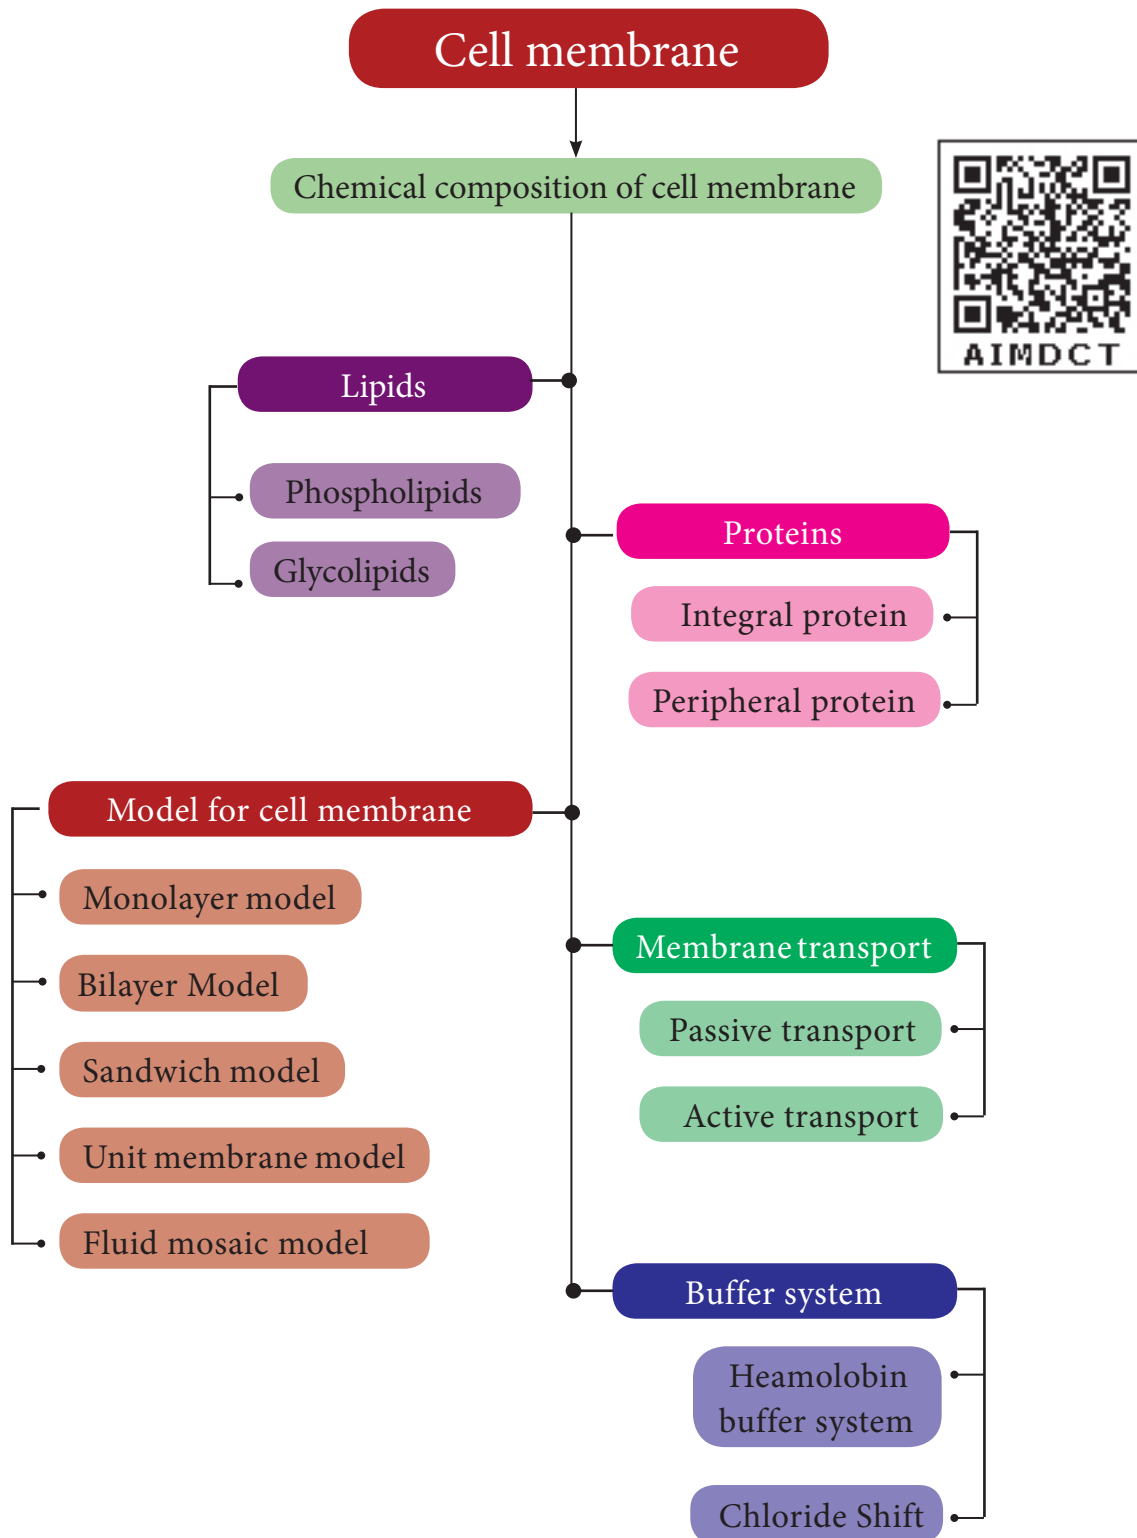 Cell membrane
Chemical composition of cell membrane
AIMDCT
Lipids
Phospholipids
Glycolipids
Proteins
Integral protein
Peripheral protein
Model for cell membrane
Monolayer model
Bilayer Model
Sandwich model
Unit membrane model
Fluid mosaic model
Membrane transport
Passive transport
Active transport
Buffer system
Heamolobin
buffer system
Chloride Shift